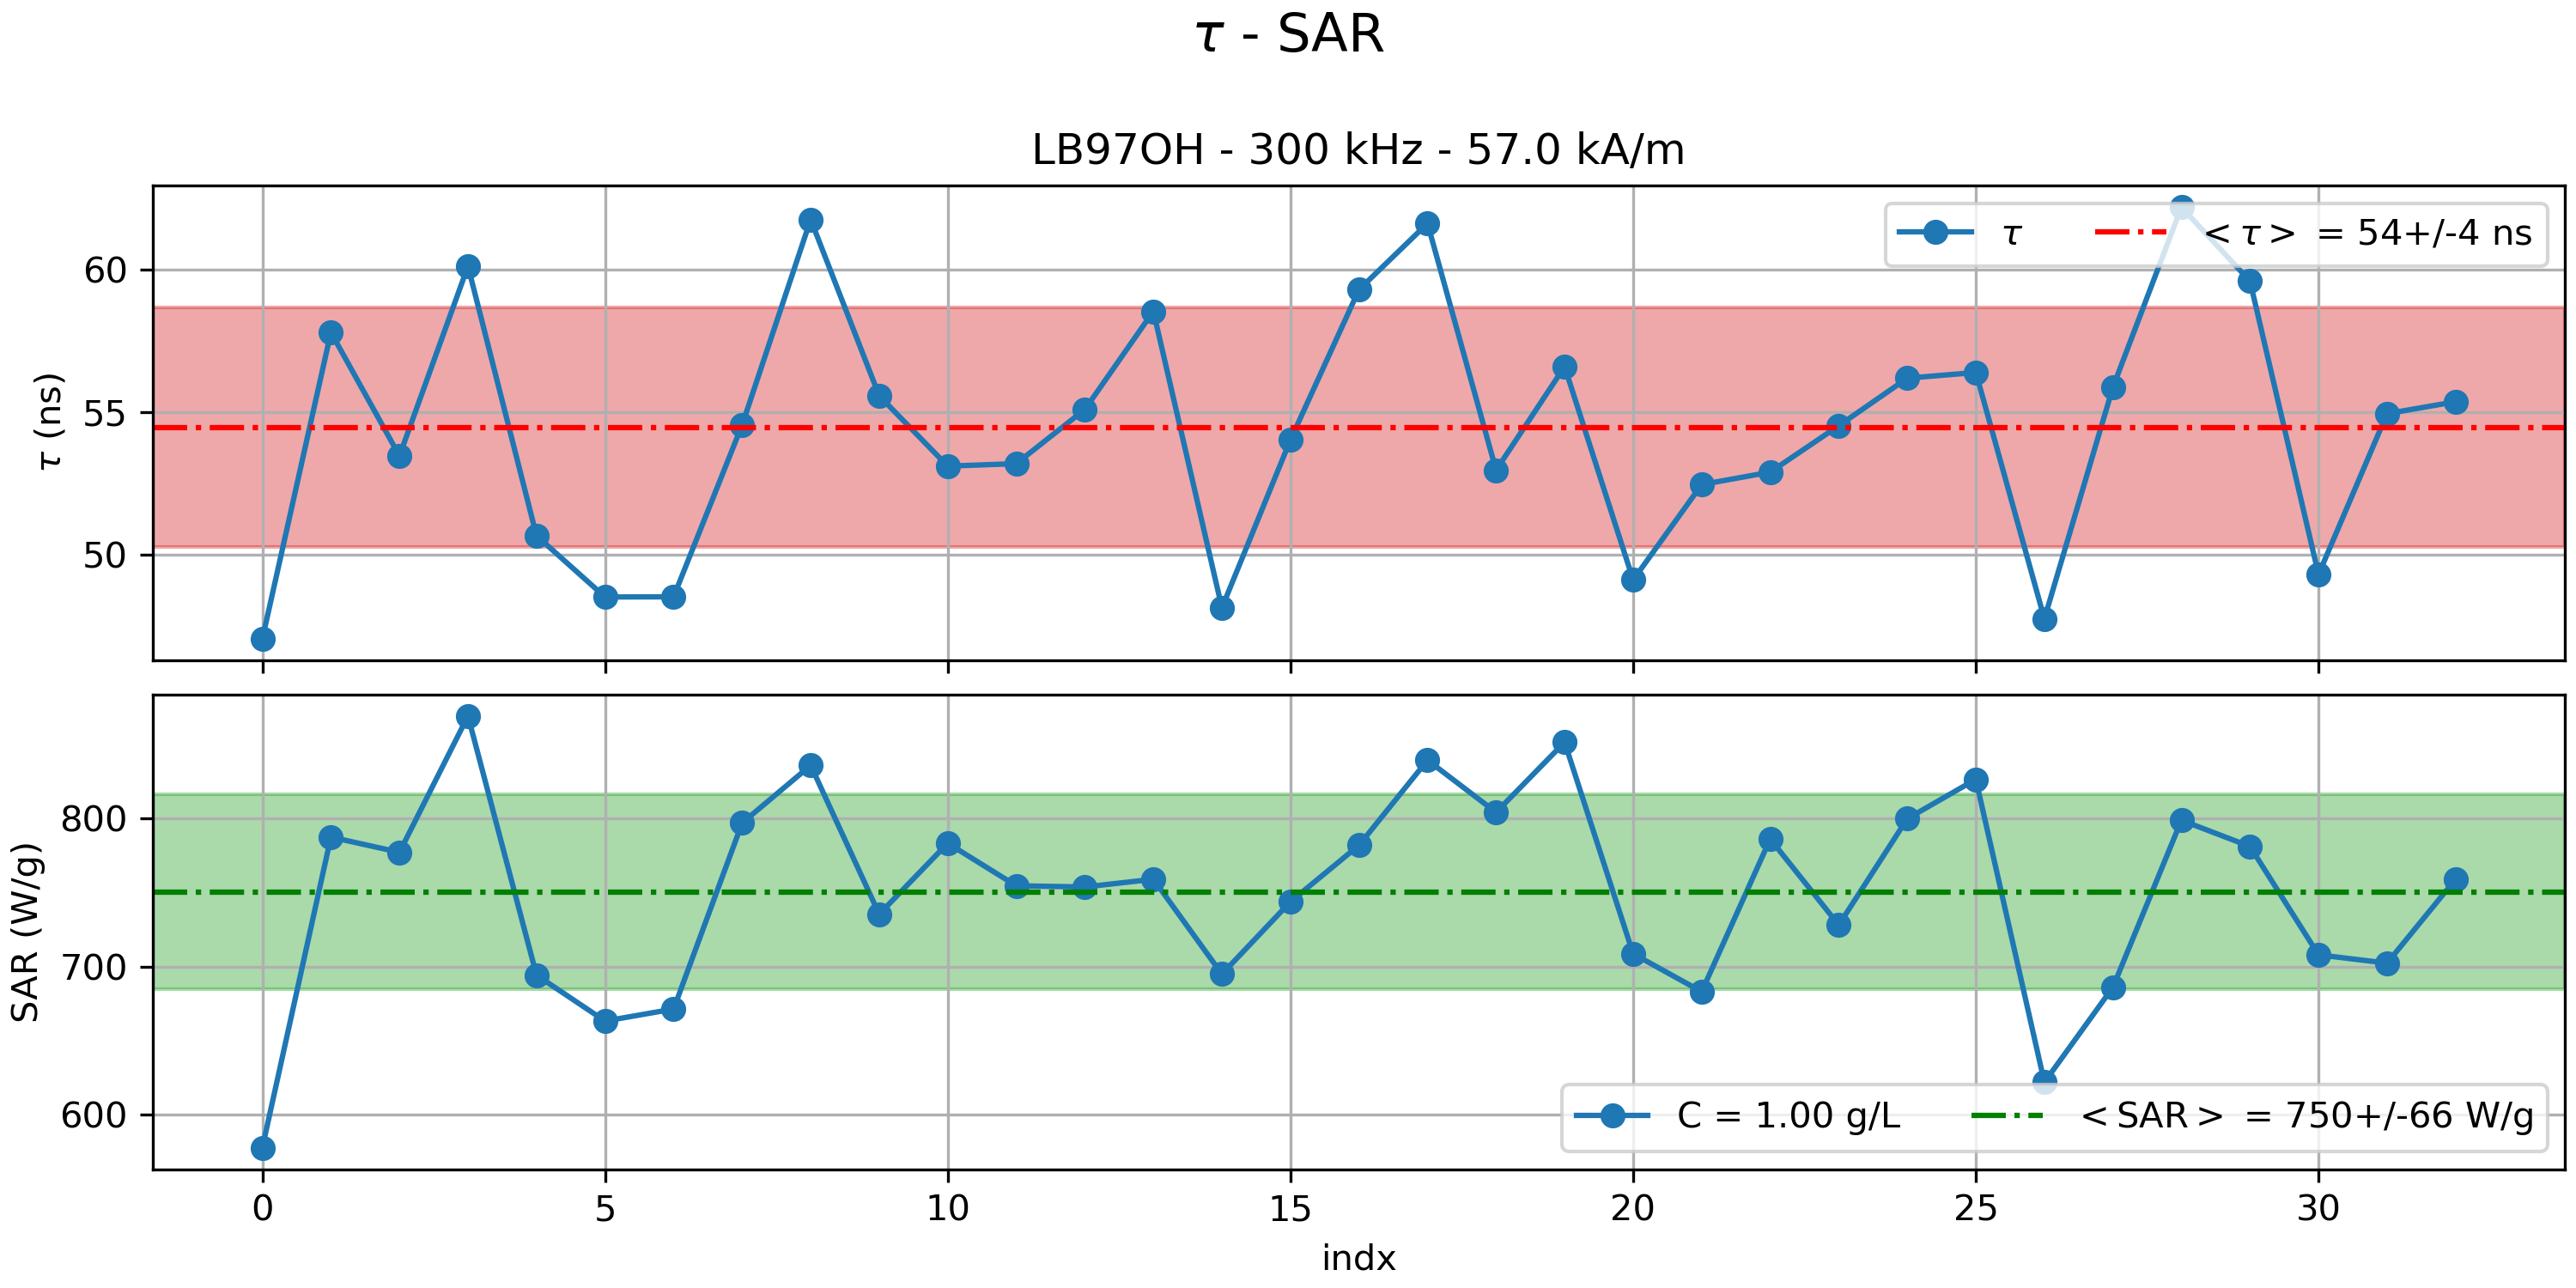 τ - SAR
LB97OH - 300 kHz - 57.0 kA/m
τ < τ > = 54+/-4 ns
60
55
50
τ (ns)
800
700
600
SAR (W/g)
C = 1.00 g/L < SAR > = 750+/-66 W/g
0 5 10 15 20 25 30
indx